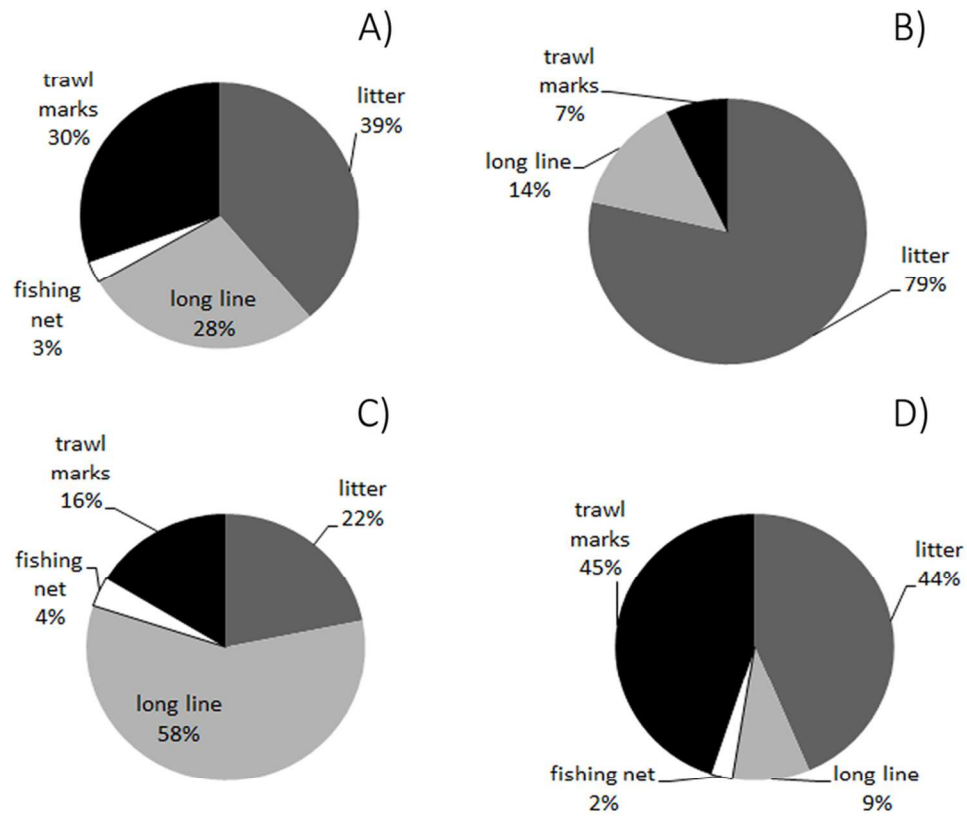 A)
trawl
marks
30%
litter
39%
fishing
net
3%
long line
28%
B)
trawl
marks
7%
long line
14%
litter
79%
C)
trawl
marks
16%
litter
22%
fishing
net
4%
long line
58%
D)
trawl
marks
45%
litter
44%
fishing net
2%
long line
9%